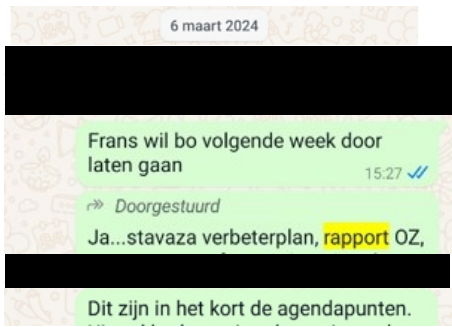 6 maart 2024
Frans wil bo volgende week door
laten gaan
15:27
Doorgestuurd
Ja...stavaza verbeterplan, rapport OZ,
Dit zijn in het kort de agendapunten.